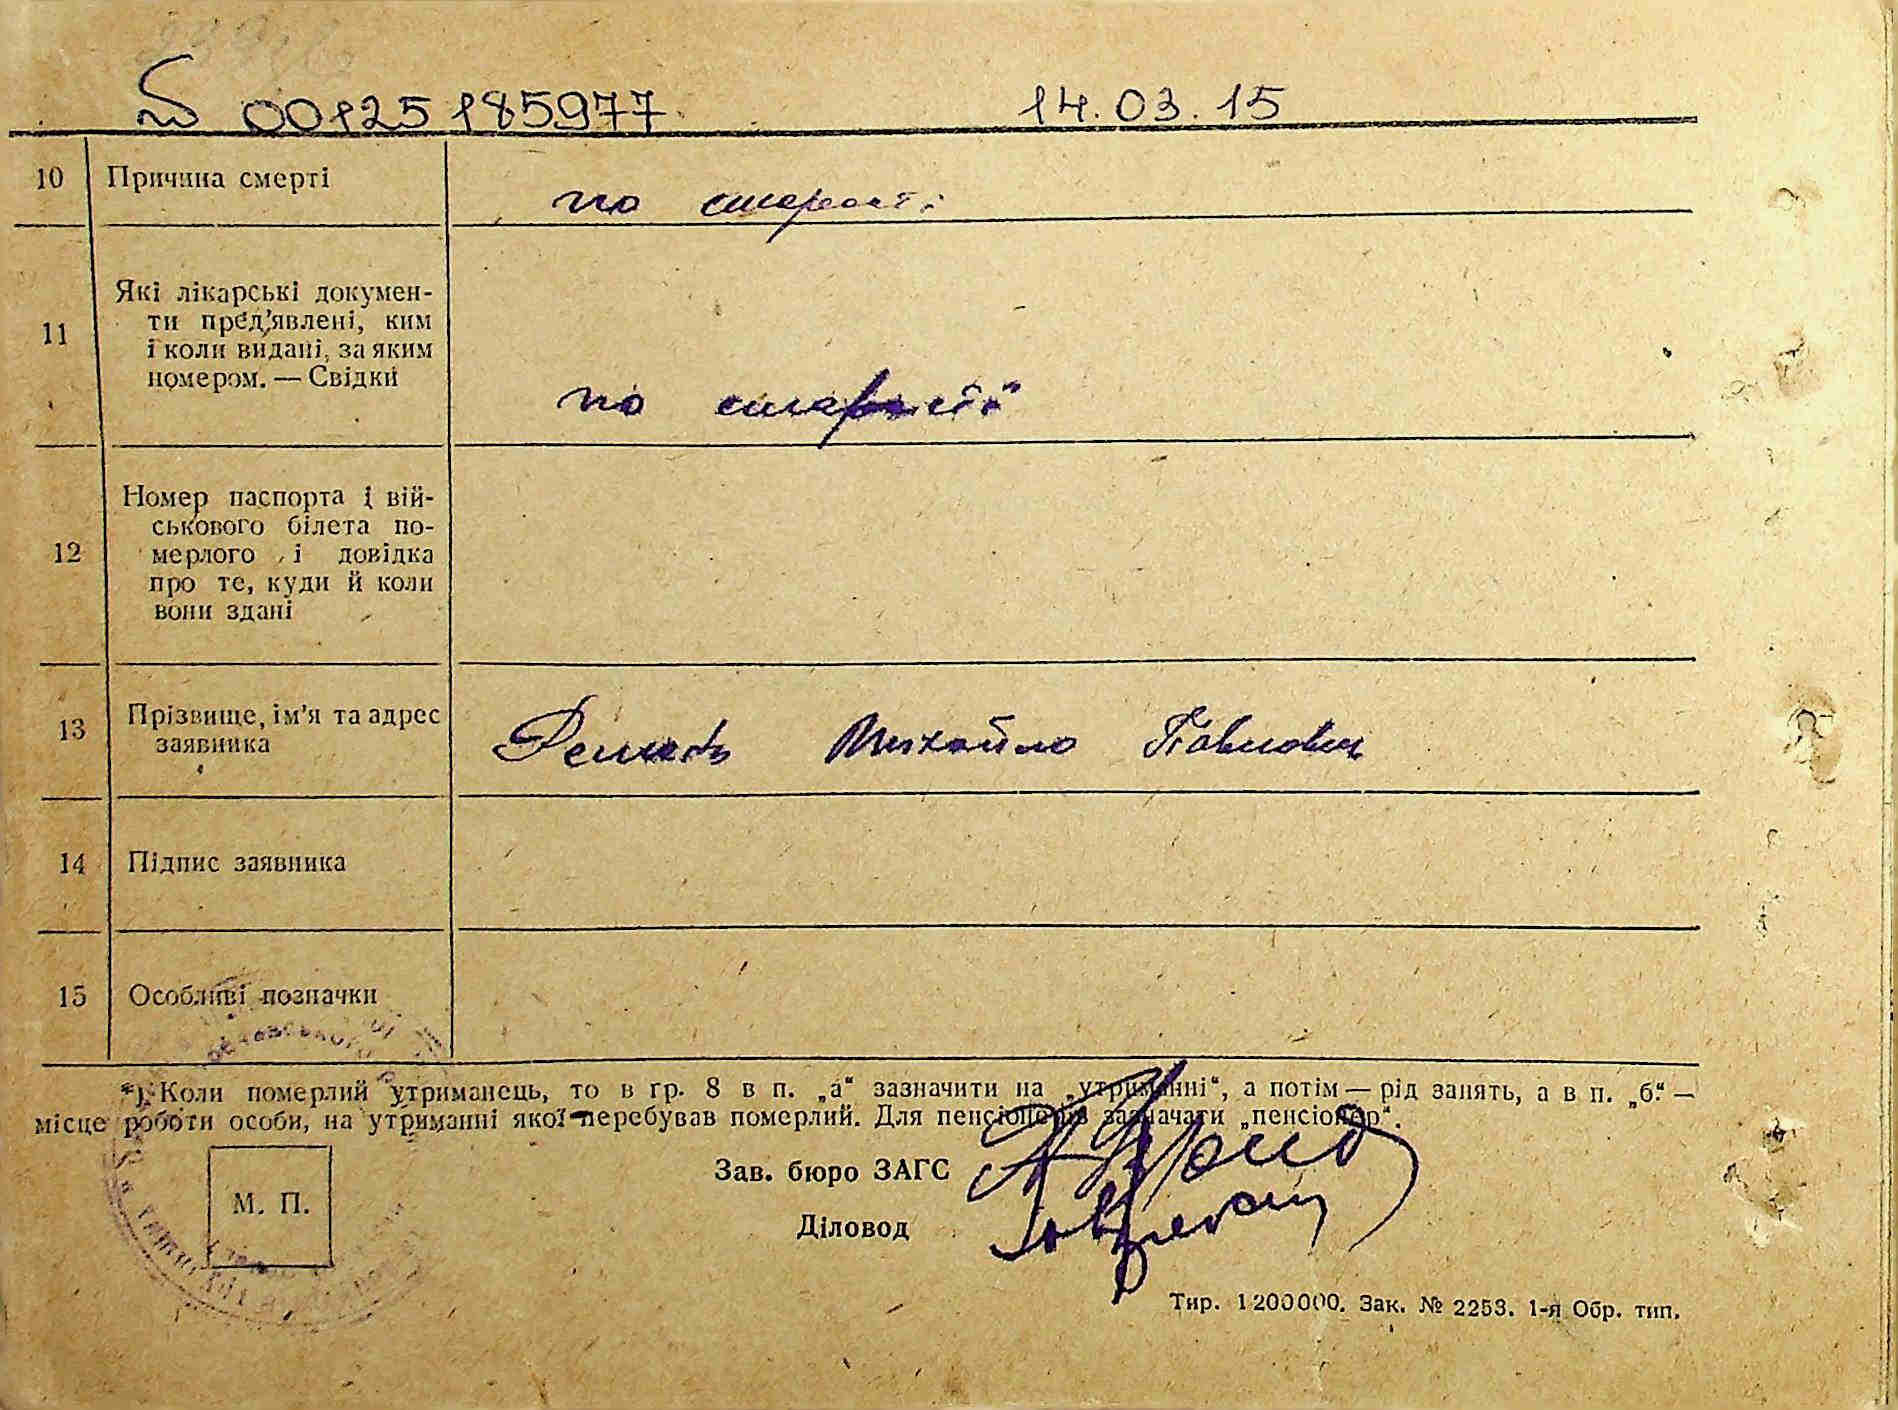 00125185977 14.03.15
10 Причина смерті по старості
11 Які лікарські докумен-
ти пред'явлені, ким
і коли видані, за яким
номером. — Свідки
по старості
Номер паспорта і вій-
ськового білета по-
12 мерлого і довідка
про те, куди й коли
вони здані
13 Прізвище, ім'я та адрес
заявника
Михайло Павлович
14 Підпис заявника
15 Особливі позначки
*) Коли померлий утриманець, то в гр. 8 в п. „а“ зазначити на „утриманні“, а потім — рід занять, а в п. „б“ —
місце роботи особи, на утриманні якої перебував померлий. Для пенсіонерів зазначати „пенсіонер“.
Зав. бюро ЗАГС
М. П.
Діловод
Тир. 1200000. Зак. № 2253. 1-я Обр. тип.